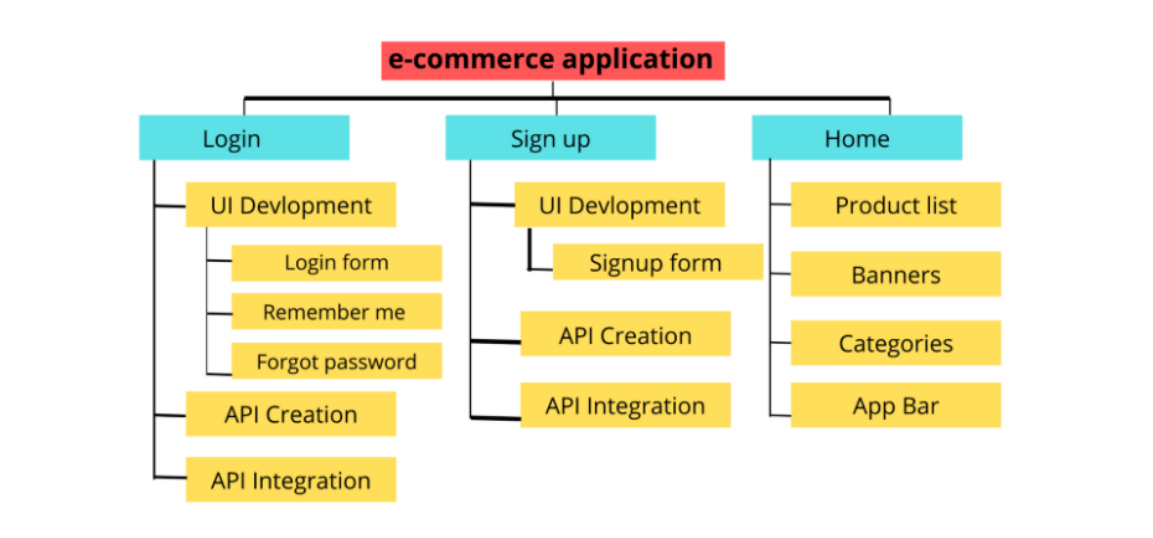 e-commerce application
Login
UI Devlopment
Login form
Remember me
Forgot password
API Creation
API Integration
Sign up
UI Devlopment
Signup form
API Creation
API Integration
Home
Product list
Banners
Categories
App Bar